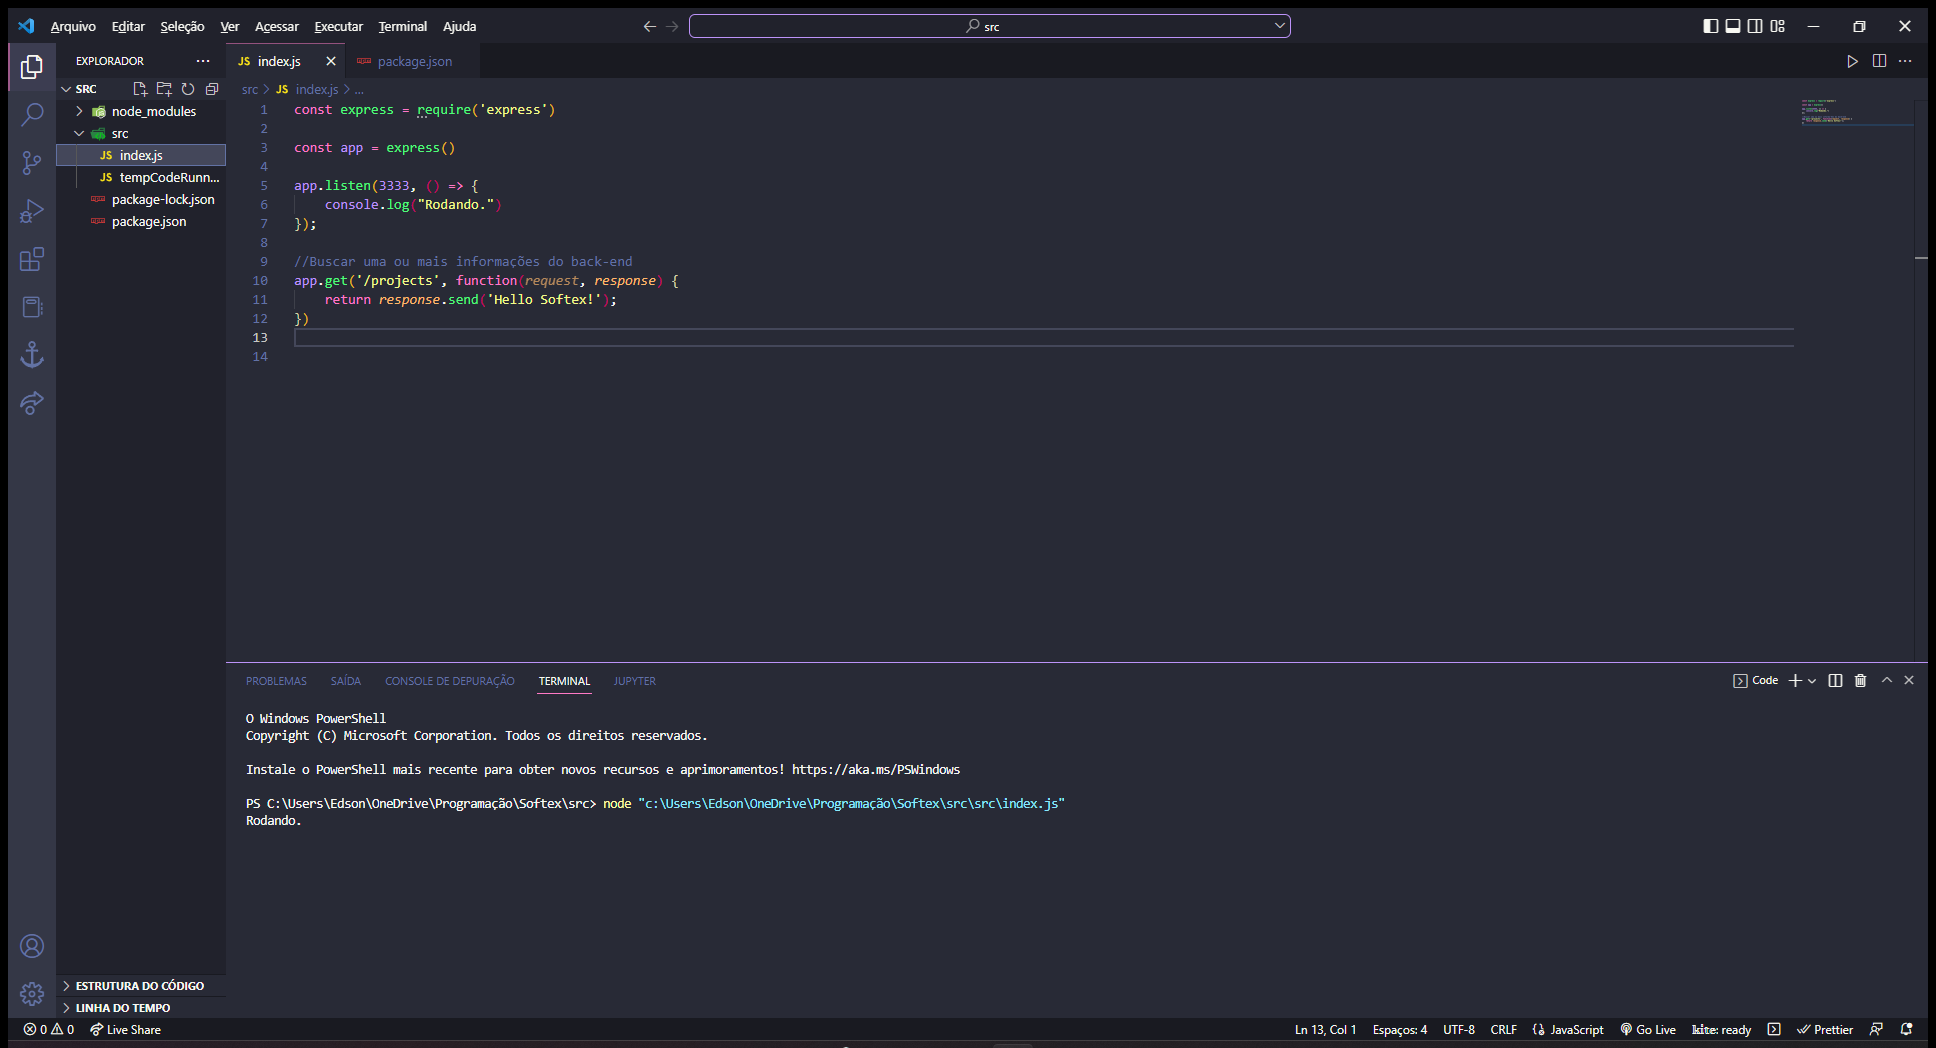 Arquivo Editar Seleção Ver Acessar Executar Terminal Ajuda
src
EXPLORADOR
JS index.js
package.json
SRC
node_modules
src
JS index.js
JS tempCodeRunn...
package-lock.json
package.json
src > JS index.js > ...
1 const express = require('express')
2
3 const app = express()
4
5 app.listen(3333, () => {
6 console.log("Rodando.")
7 });
8
9 //Buscar uma ou mais informações do back-end
10 app.get('/projects', function(request, response) {
11 return response.send('Hello Softex!');
12 })
13
14
PROBLEMAS SAÍDA CONSOLE DE DEPURAÇÃO TERMINAL JUPYTER
Code
O Windows PowerShell
Copyright (C) Microsoft Corporation. Todos os direitos reservados.
Instale o PowerShell mais recente para obter novos recursos e aprimoramentos! https://aka.ms/PSWindows
PS C:\Users\Edson\OneDrive\Programação\Softex\src> node "c:\Users\Edson\OneDrive\Programação\Softex\src\src\index.js"
Rodando.
ESTRUTURA DO CÓDIGO
LINHA DO TEMPO
0 0 Live Share
Ln 13, Col 1 Espaços: 4 UTF-8 CRLF JavaScript Go Live kite: ready Prettier